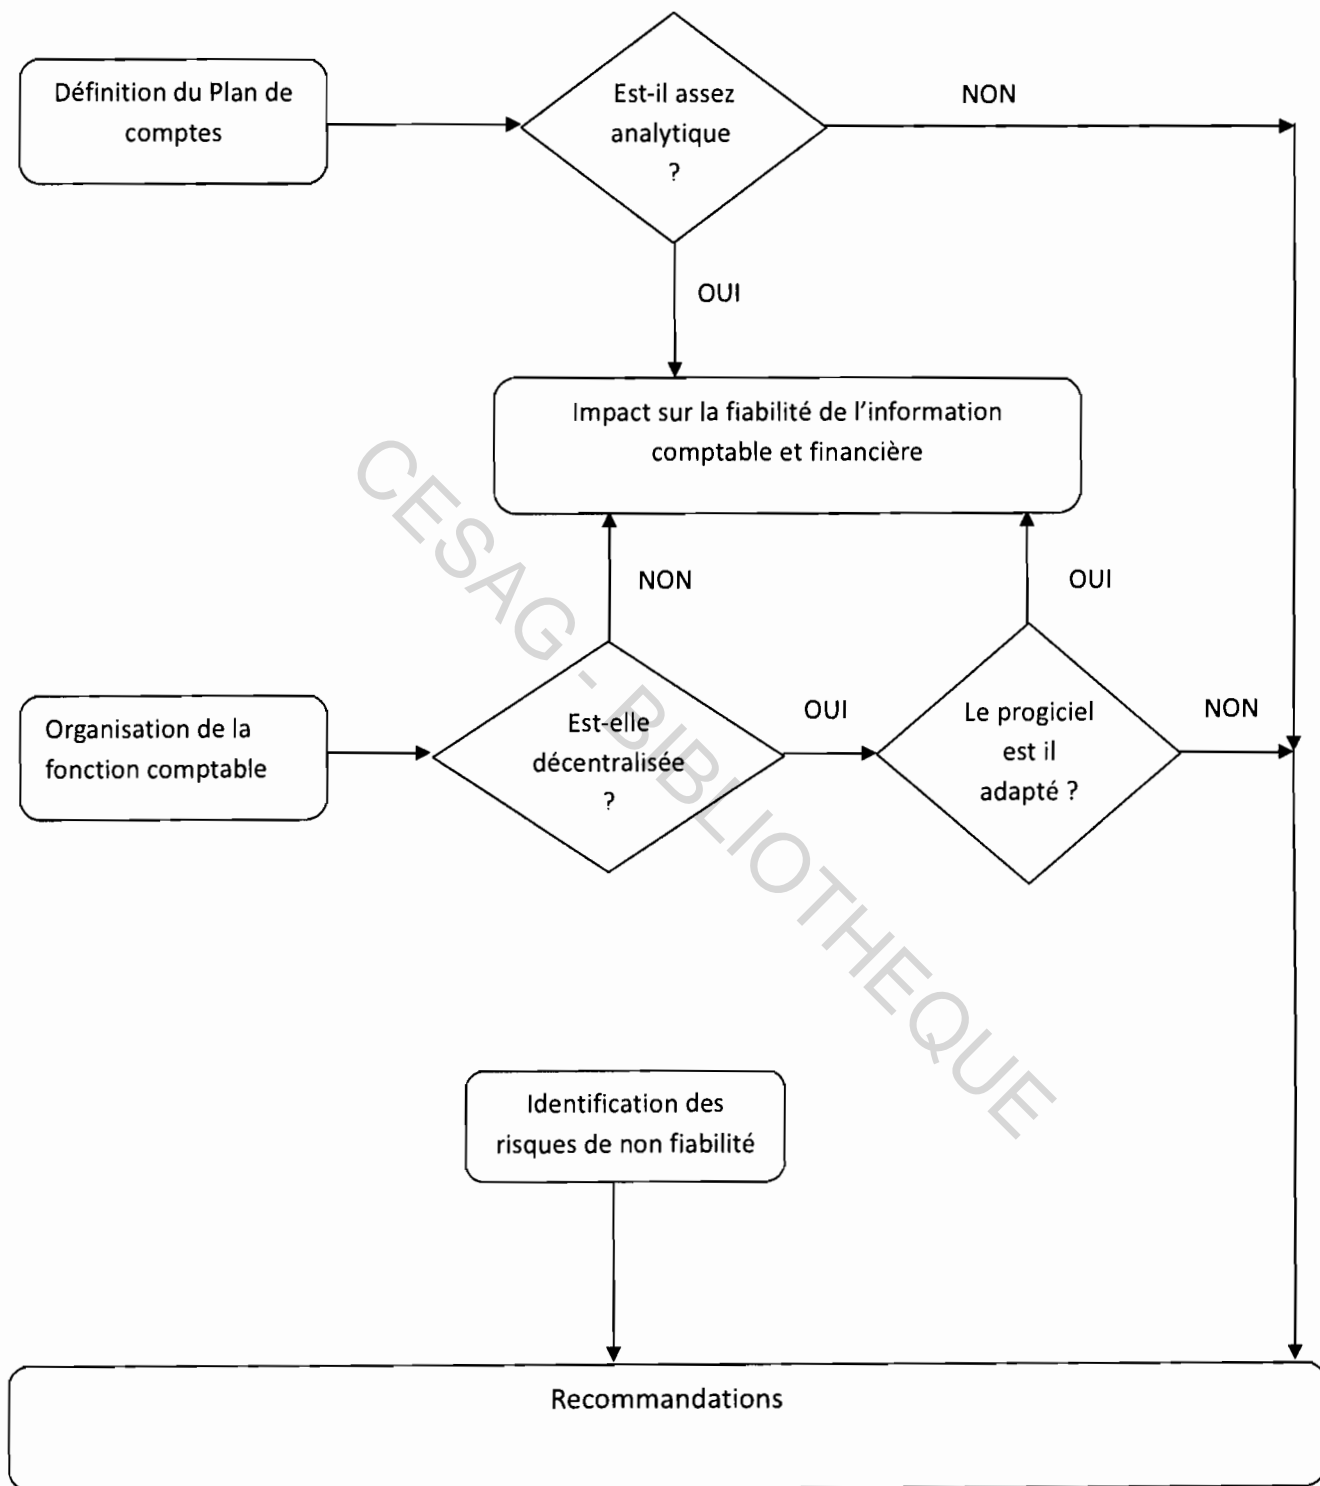 Définition du Plan de
comptes
Est-il assez
analytique
?
NON
OUI
Impact sur la fiabilité de l'information
comptable et financière
NON
OUI
Organisation de la
fonction comptable
Est-elle
décentralisée
?
OUI
Le progiciel
est il
adapté ?
NON
CESAG - BIBLIOTHEQUE
Identification des
risques de non fiabilité
Recommandations